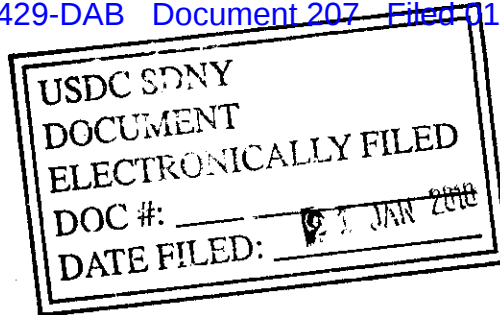 429-DAB Document 207 Filed 01
USDC SDNY
DOCUMENT
ELECTRONICALLY FILED
DOC #:
DATE FILED: JAN 2010